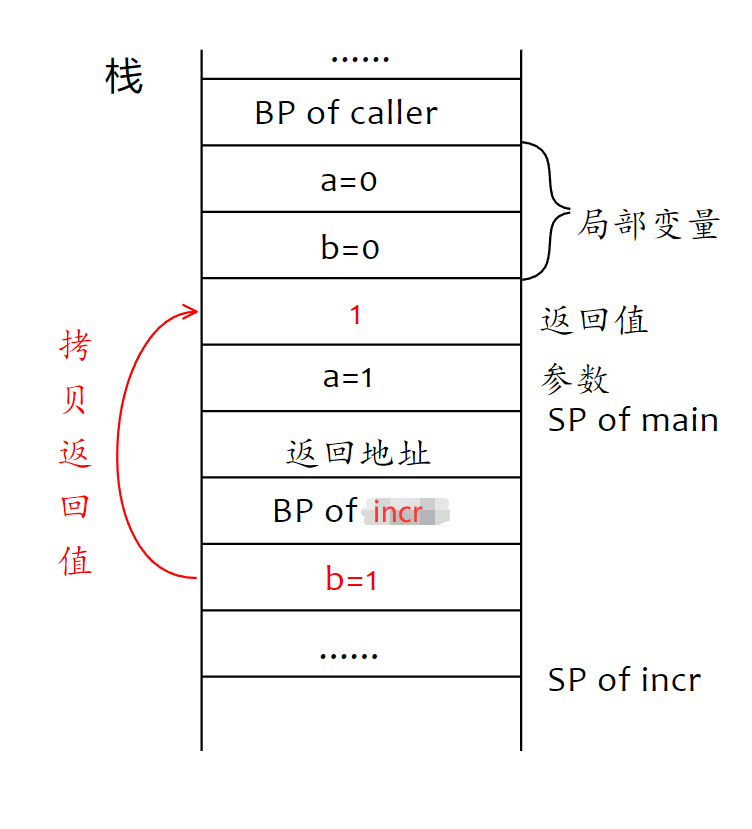 栈
......
BP of caller
a=0
b=0
局部变量
1
返回值
a=1
参数
SP of main
返回地址
BP of incr
b=1
拷贝返回值
......
SP of incr